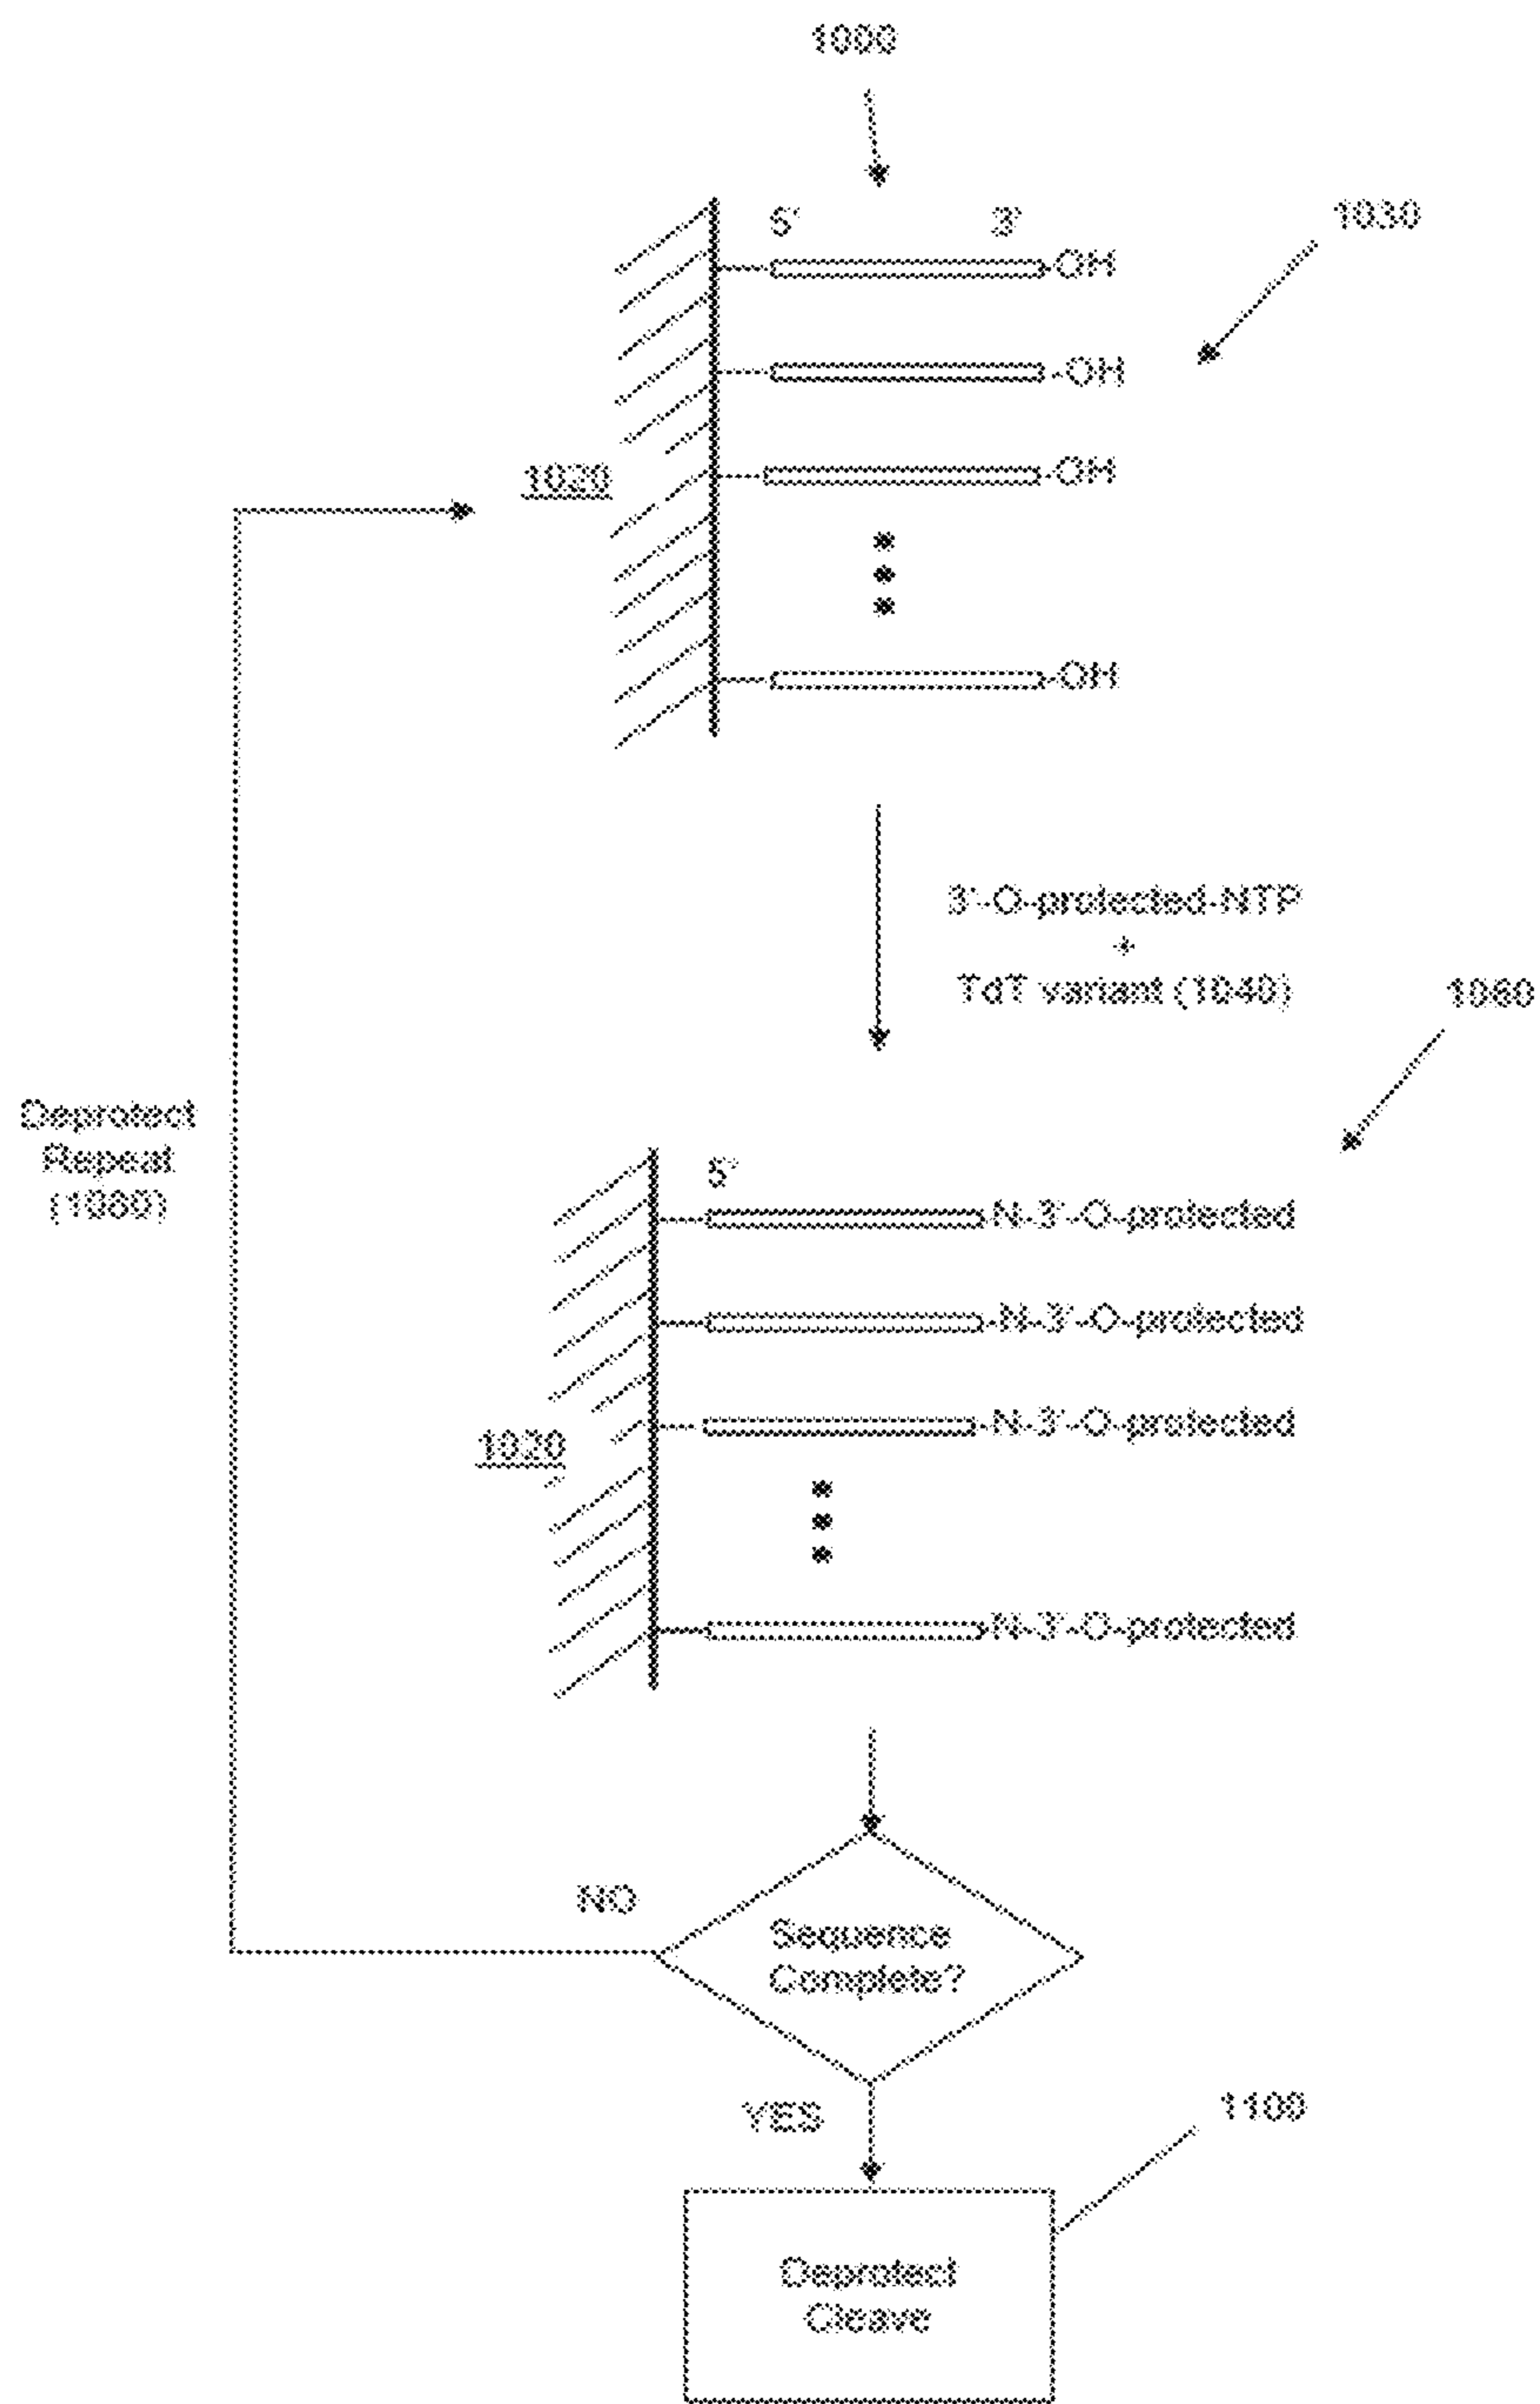 1000
5' 3'
1030
-OH
-OH
1020
-OH
-OH
3'-O-protected-NTP
+
TdT variant (1040)
1060
Deprotect
Repeat
(1080)
5'
-N-3'-O-protected
-N-3'-O-protected
1020
-N-3'-O-protected
-N-3'-O-protected
NO
Sequence
Complete?
YES
1100
Deprotect
Cleave